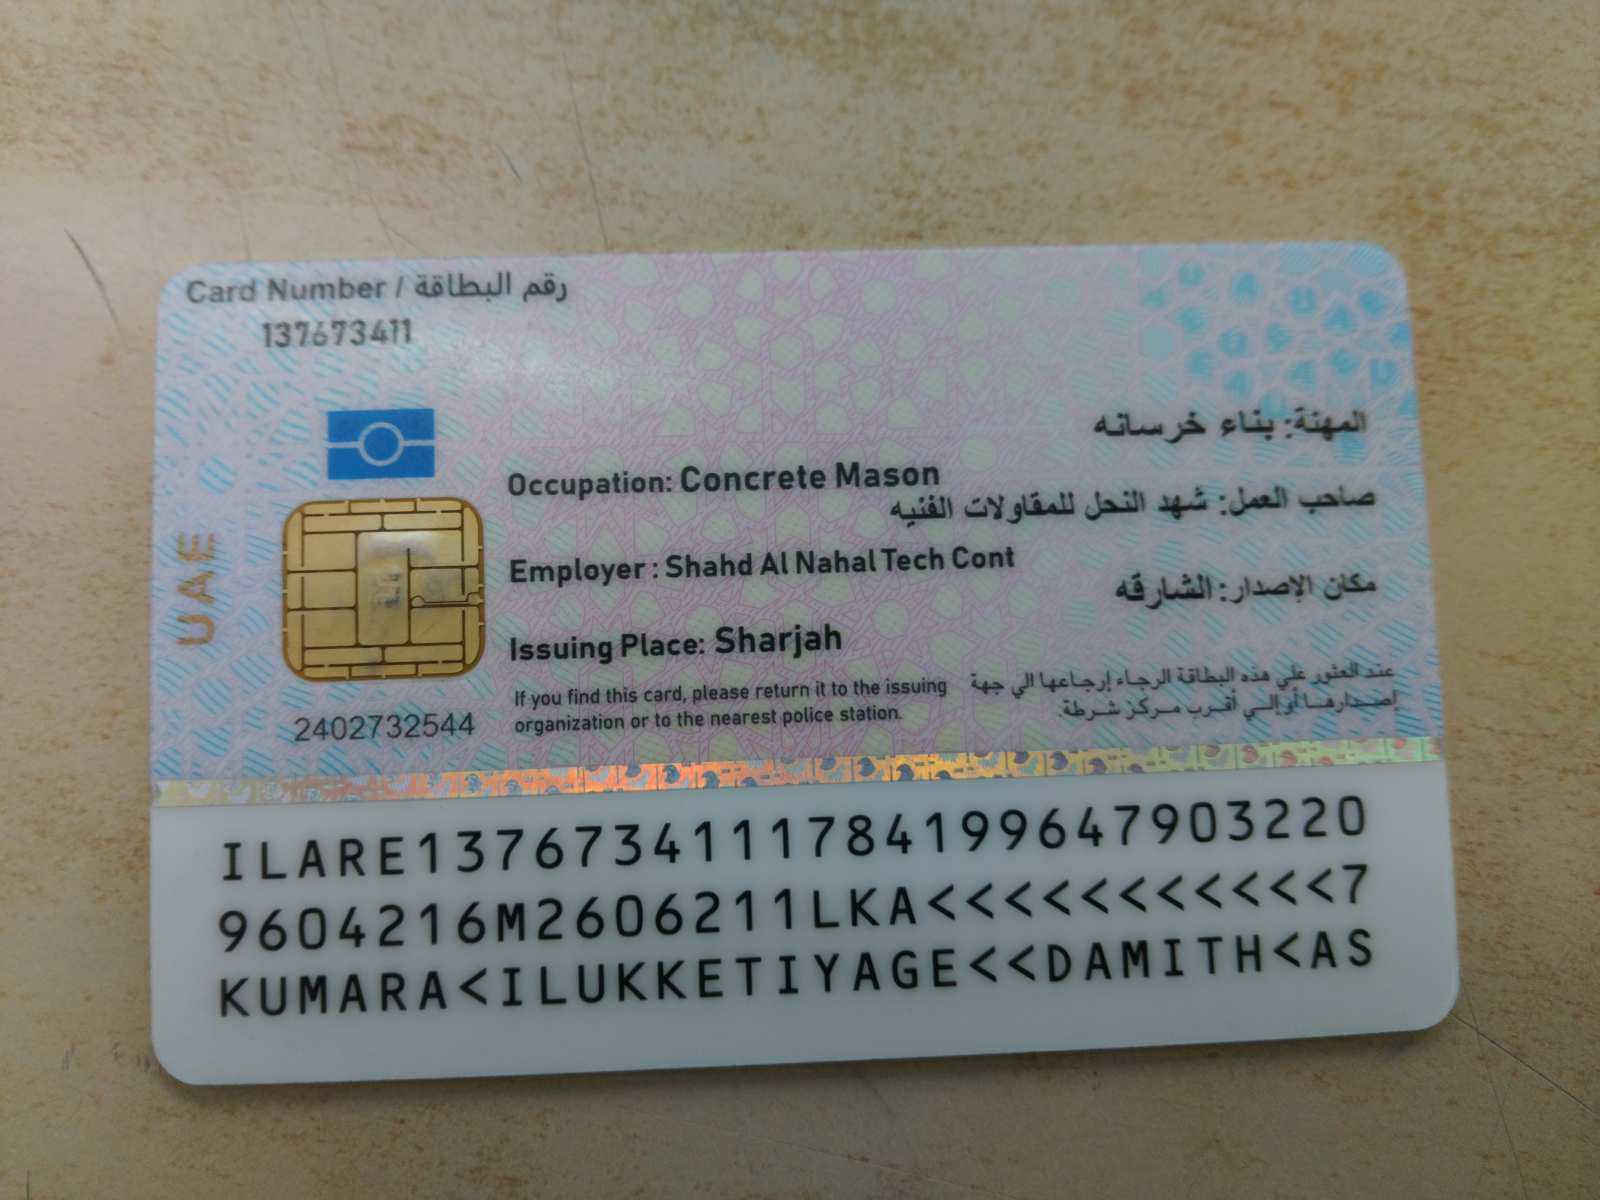 Card Number / رقم البطاقة
137673411
المهنة: بناء خرسانه
Occupation: Concrete Mason
صاحب العمل: شهد النحل للمقاولات الفنيه
Employer : Shahd Al Nahal Tech Cont
مكان الإصدار: الشارقه
Issuing Place: Sharjah
UAE
عند العثور علي هذه البطاقة الرجاء إرجاعها الي جهة
إصدارها أو إلي أقرب مركز شرطة.
If you find this card, please return it to the issuing
organization or to the nearest police station.
2402732544
ILARE1376734111784199647903220
9604216M2606211LKA<<<<<<<<<<<7
KUMARA<ILUKKETIYAGE<<DAMITH<AS